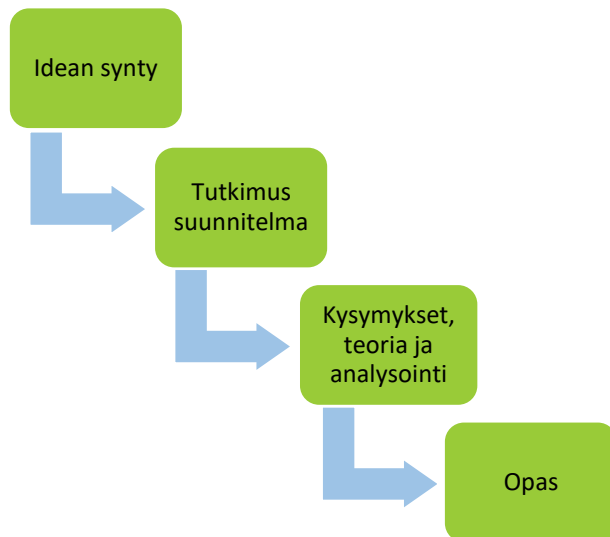 Idean synty
Tutkimus
suunnitelma
Kysymykset,
teoria ja
analysointi
Opas